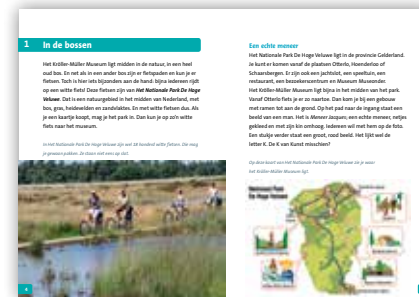 1 In de bossen
Het Kröller-Müller Museum ligt midden in de natuur, in een heel
oud bos. En net als in een ander bos zijn er fietspaden en kun je er
fietsen. Toch is hier iets bijzonders aan de hand: bijna iedereen rijdt
op een witte fiets! Deze fietsen zijn van Het Nationale Park De Hoge
Veluwe. Dat is een natuurgebied in het midden van Nederland, met
bos, gras, heidevelden en zandvlaktes. En met witte fietsen dus. Als
je een kaartje koopt, mag je het park in. Dan kun je op zo'n witte
fiets naar het museum.
In Het Nationale Park De Hoge Veluwe zijn wel 18 honderd witte fietsen. Die mag
je gewoon pakken. Ze staan niet eens op slot.
Een echte meneer
Het Nationale Park De Hoge Veluwe ligt in de provincie Gelderland.
Je kunt er komen vanaf de plaatsen Otterlo, Hoenderloo of
Schaarsbergen. Er zijn ook een jachtslot, een speeltuin, een
restaurant, een bezoekerscentrum en Museum Museonder.
Het Kröller-Müller Museum ligt bijna in het midden van het park.
Vanaf Otterlo fiets je er zo naartoe. Dan kom je bij een gebouw
met ramen tot aan de grond. Op het pad naar de ingang staat een
beeld van een man. Het is Meneer Jacques; een echte meneer, netjes
gekleed en met zijn kin omhoog. Iedereen wil met hem op de foto.
Een stukje verder staat een groot, rood beeld. Het lijkt wel de
letter K. De K van Kunst misschien?
Op deze kaart van Het Nationale Park De Hoge Veluwe zie je waar
het Kröller-Müller Museum ligt.
Nationale Park
De Hoge Veluwe